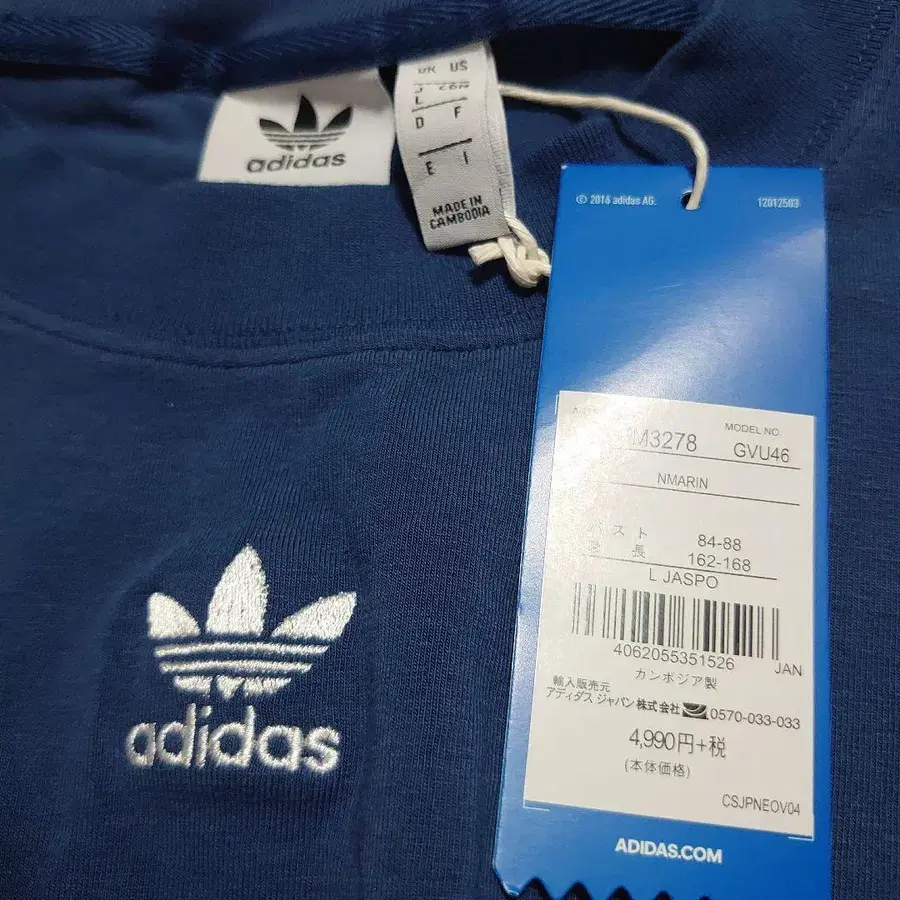 adidas
UK US
J CDN
L
D F
E I
MADE IN
CAMBODIA
© 2016 adidas AG.
12012503
MODEL NO.
M3278
GVU46
NMARIN
バスト 84-88
身長 162-168
L JASPO
4062055351526
JAN
カンボジア製
輸入販売元
アディダス ジャパン株式会社
0570-033-033
4,990円+税
(本体価格)
CSJPNEOV04
ADIDAS.COM
adidas